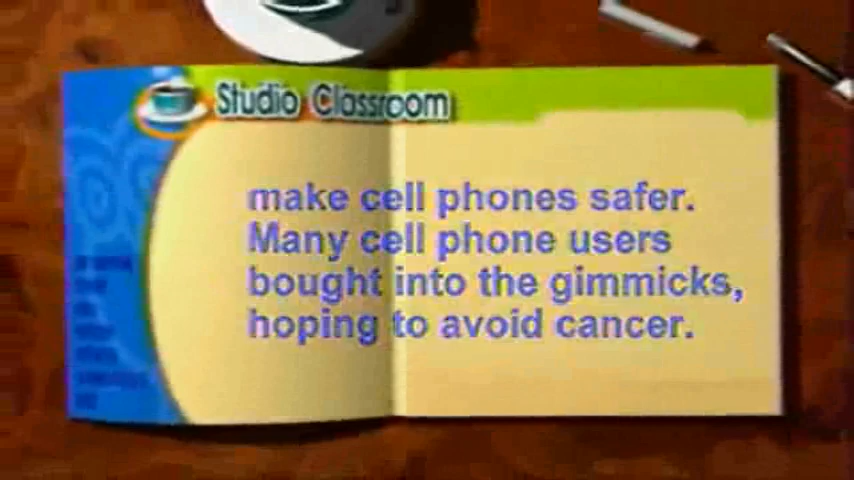 Studio Classroom
make cell phones safer.
Many cell phone users
bought into the gimmicks,
hoping to avoid cancer.